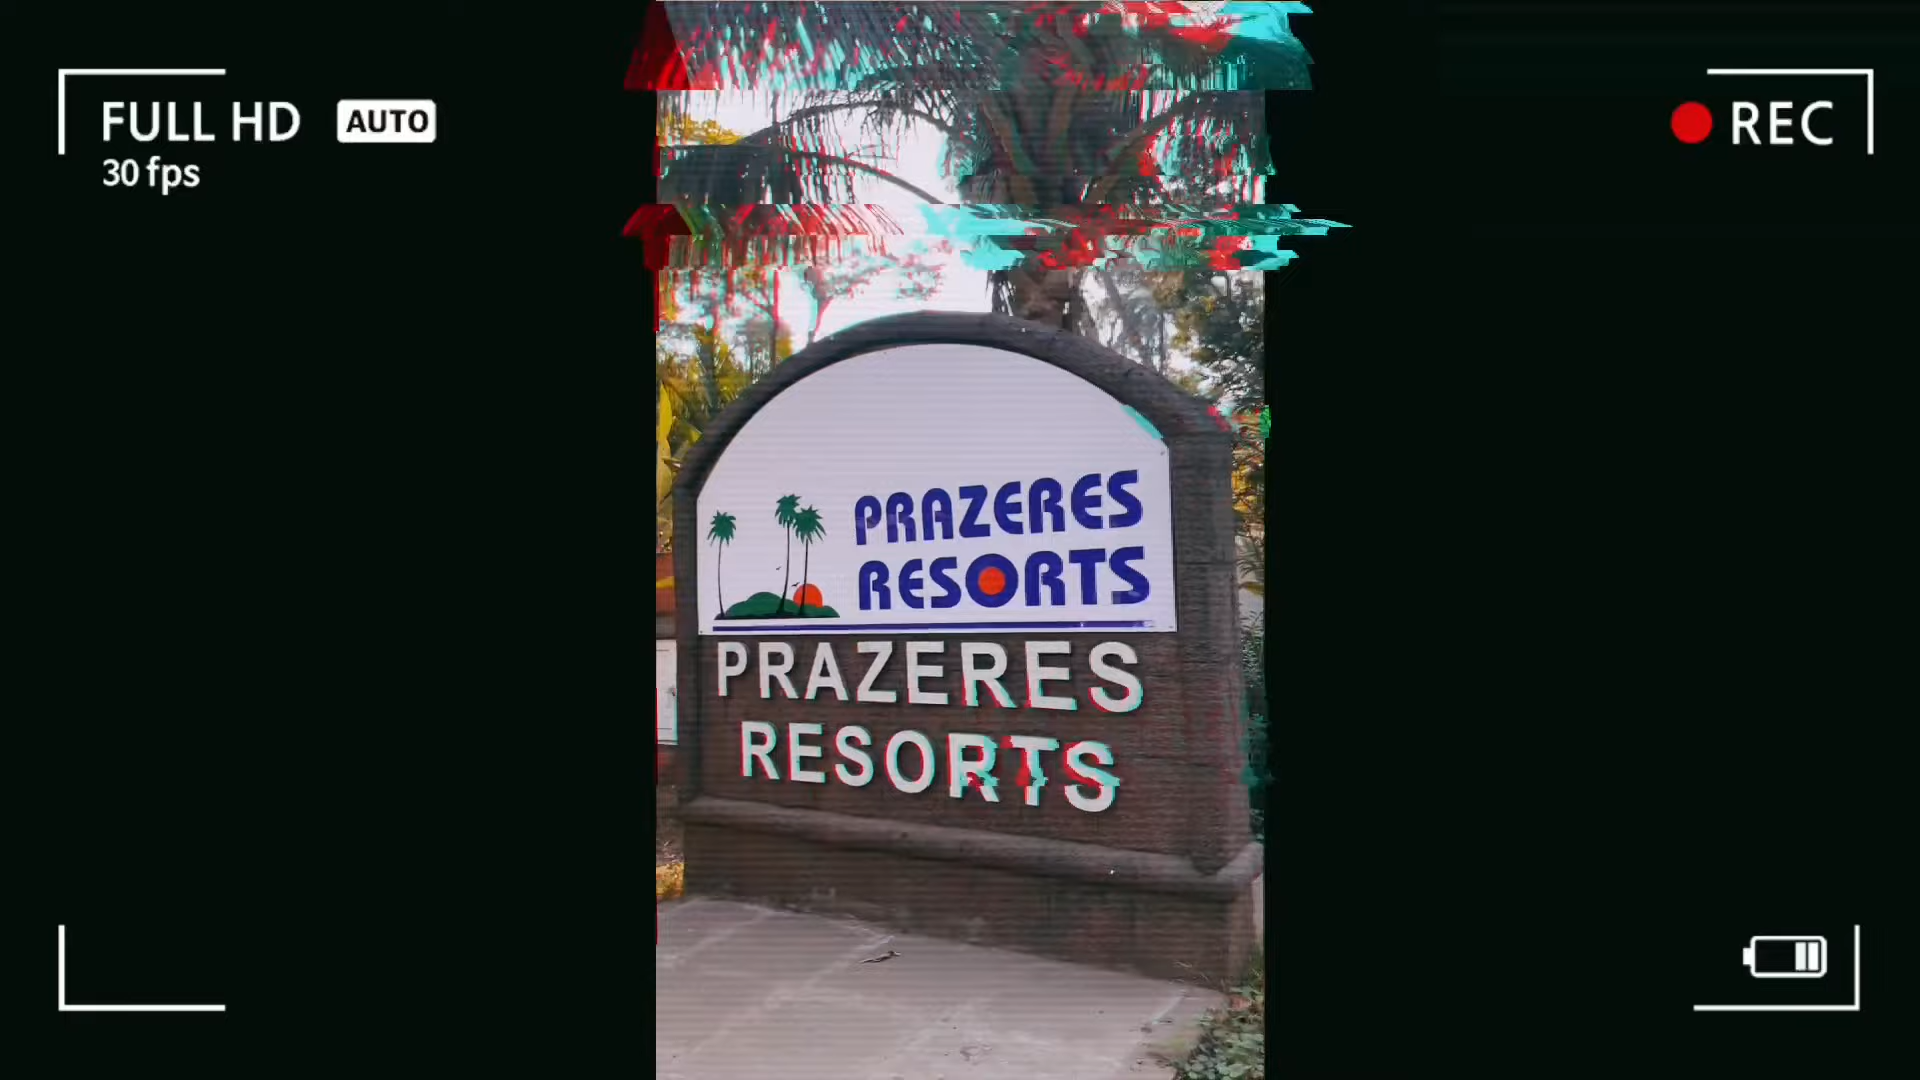 FULL HD AUTO
30 fps
REC
PRAZERES
RESORTS
PRAZERES
RESORTS